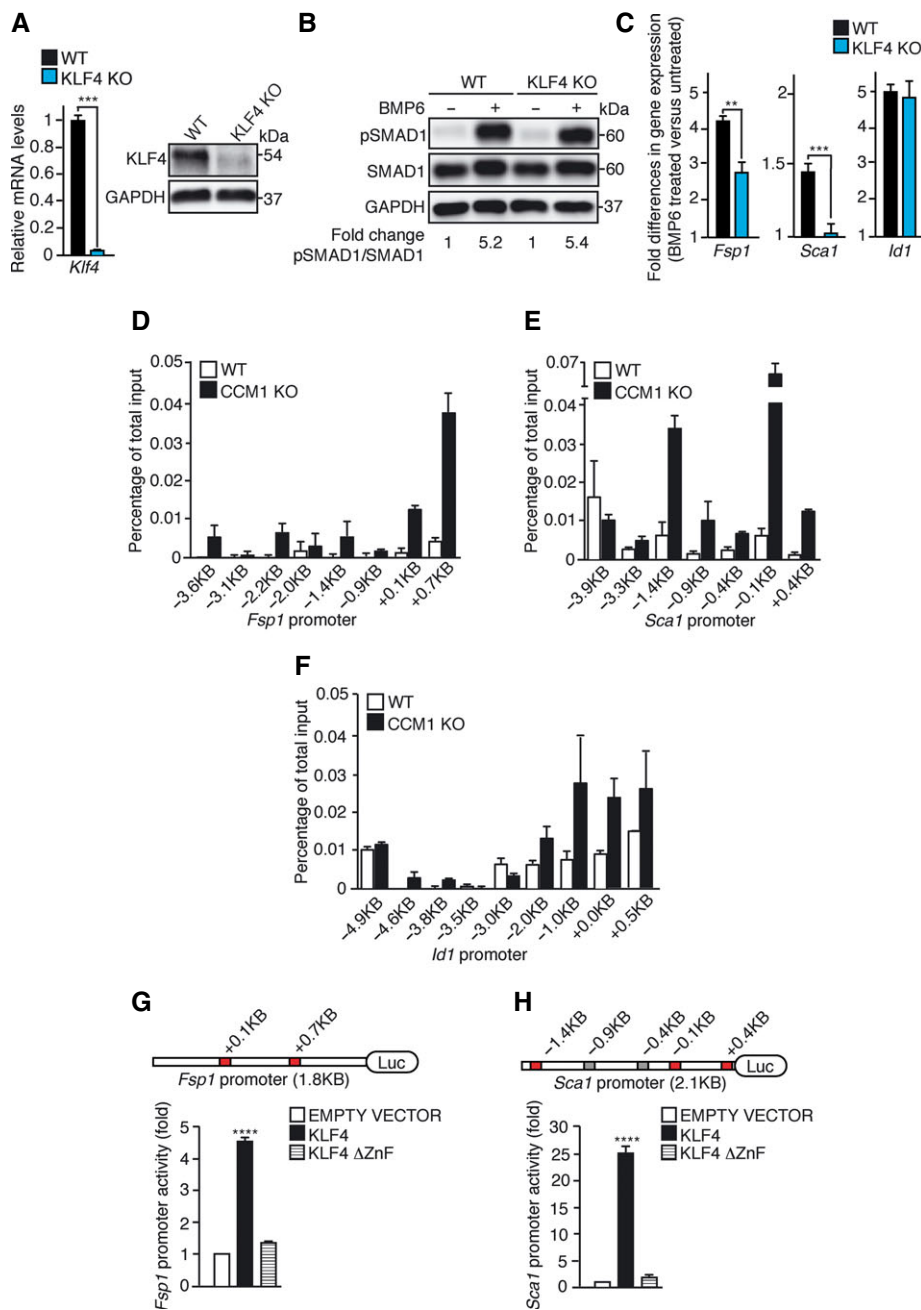 A
WT
KLF4 KO
Relative mRNA levels
***
1
0.8
0.6
0.4
0.2
0
Klf4
WT
KLF4 KO
kDa
KLF4
54
GAPDH
37
B
WT
KLF4 KO
BMP6
–
+
–
+
kDa
pSMAD1
60
SMAD1
60
GAPDH
37
Fold change
pSMAD1/SMAD1
1
5.2
1
5.4
C
WT
KLF4 KO
Fold differences in gene expression
(BMP6 treated versus untreated)
5
4
3
2
1
**
Fsp1
2
1.5
1
***
Sca1
5
4
3
2
1
Id1
D
WT
CCM1 KO
Percentage of total input
0.05
0.04
0.03
0.02
0.01
0
−3.6KB
−3.1KB
−2.2KB
−2.0KB
−1.4KB
−0.9KB
+0.1KB
+0.7KB
Fsp1 promoter
E
WT
CCM1 KO
Percentage of total input
0.07
0.04
0.03
0.02
0.01
0
−3.9KB
−3.3KB
−1.4KB
−0.9KB
−0.4KB
−0.1KB
+0.4KB
Sca1 promoter
F
WT
CCM1 KO
Percentage of total input
0.05
0.04
0.03
0.02
0.01
0
−4.9KB
−4.6KB
−3.8KB
−3.5KB
−3.0KB
−2.0KB
−1.0KB
+0.0KB
+0.5KB
Id1 promoter
G
+0.1KB
+0.7KB
Luc
Fsp1 promoter (1.8KB)
Fsp1 promoter activity (fold)
5
4
2
1
0
****
EMPTY VECTOR
KLF4
KLF4 ΔZnF
H
−1.4KB
−0.9KB
−0.4KB
−0.1KB
+0.4KB
Luc
Sca1 promoter (2.1KB)
Sca1 promoter activity (fold)
30
25
20
15
10
5
0
****
EMPTY VECTOR
KLF4
KLF4 ΔZnF